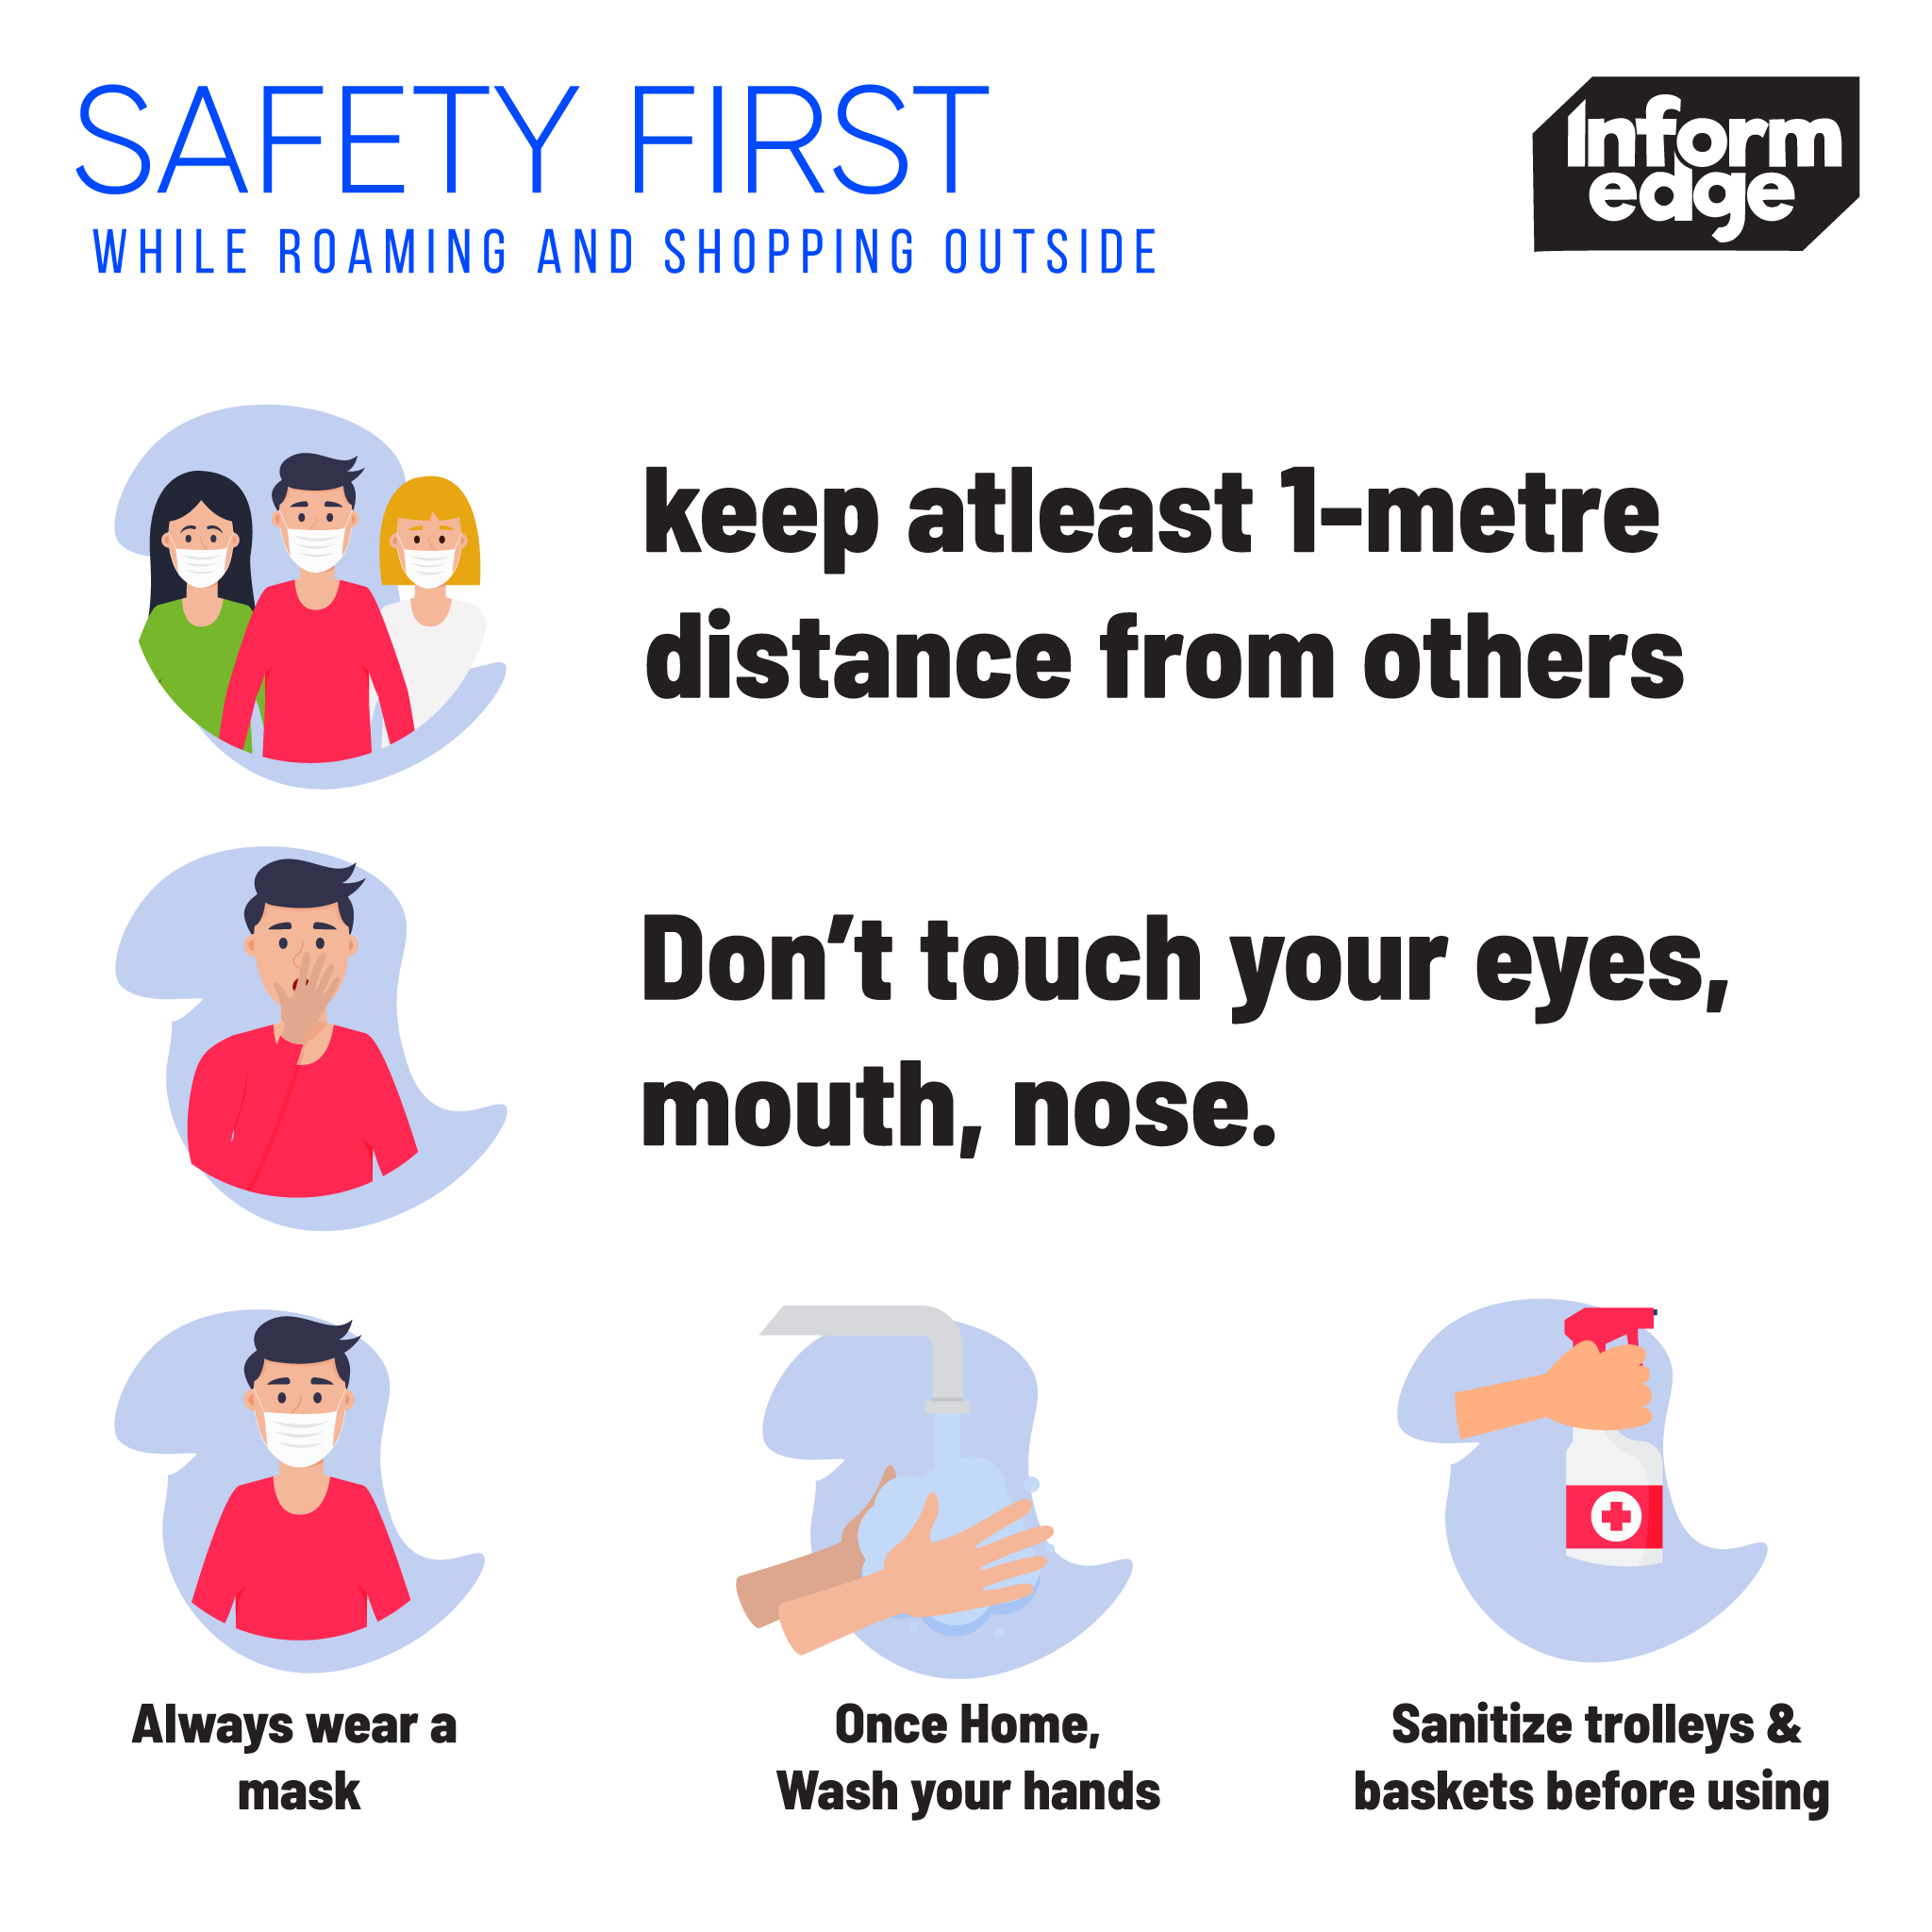 SAFETY FIRST
WHILE ROAMING AND SHOPPING OUTSIDE
Inform
edge
keep atleast 1-metre
distance from others
Don't touch your eyes,
mouth, nose.
Always wear a
mask
Once Home,
Wash your hands
Sanitize trolleys &
baskets before using